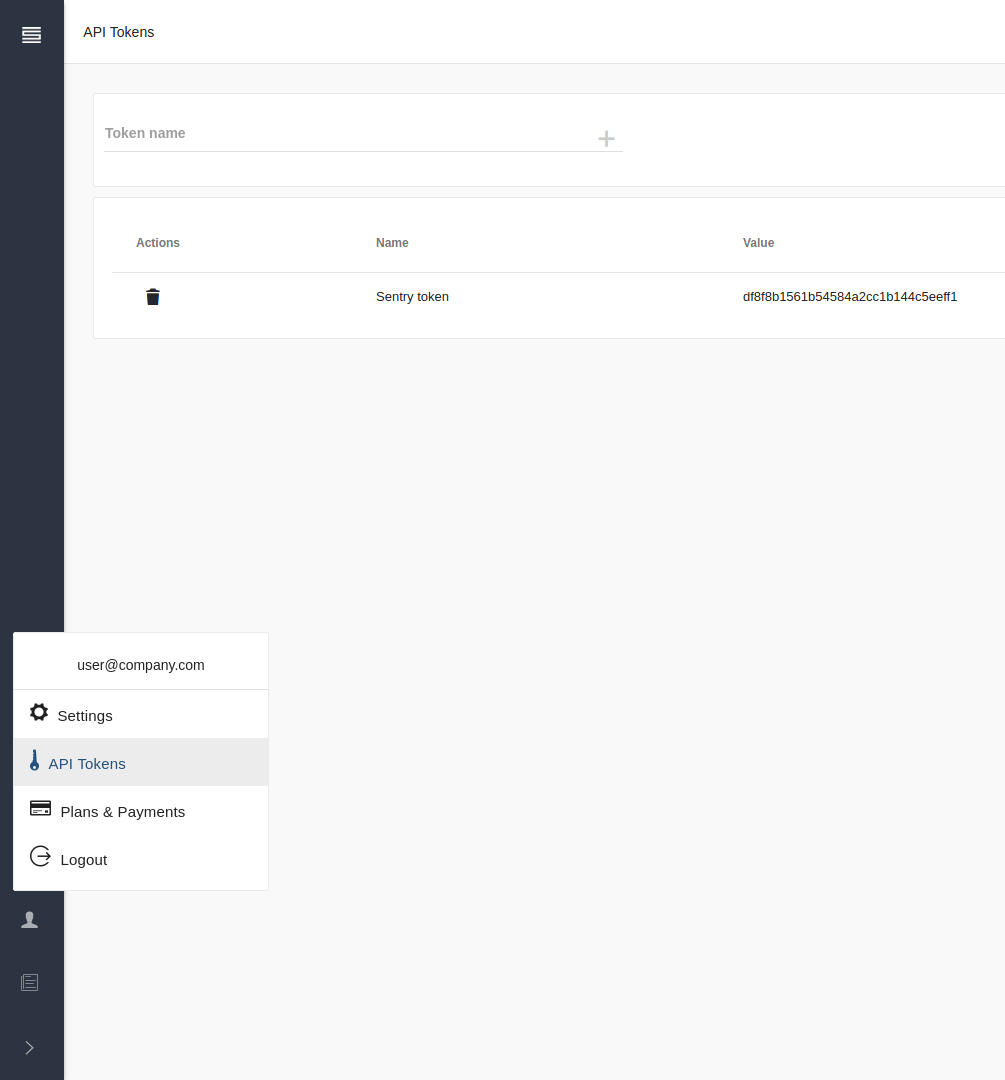 API Tokens
Token name
Actions Name Value
Sentry token df8f8b1561b54584a2cc1b144c5eeff1
user@company.com
Settings
API Tokens
Plans & Payments
Logout